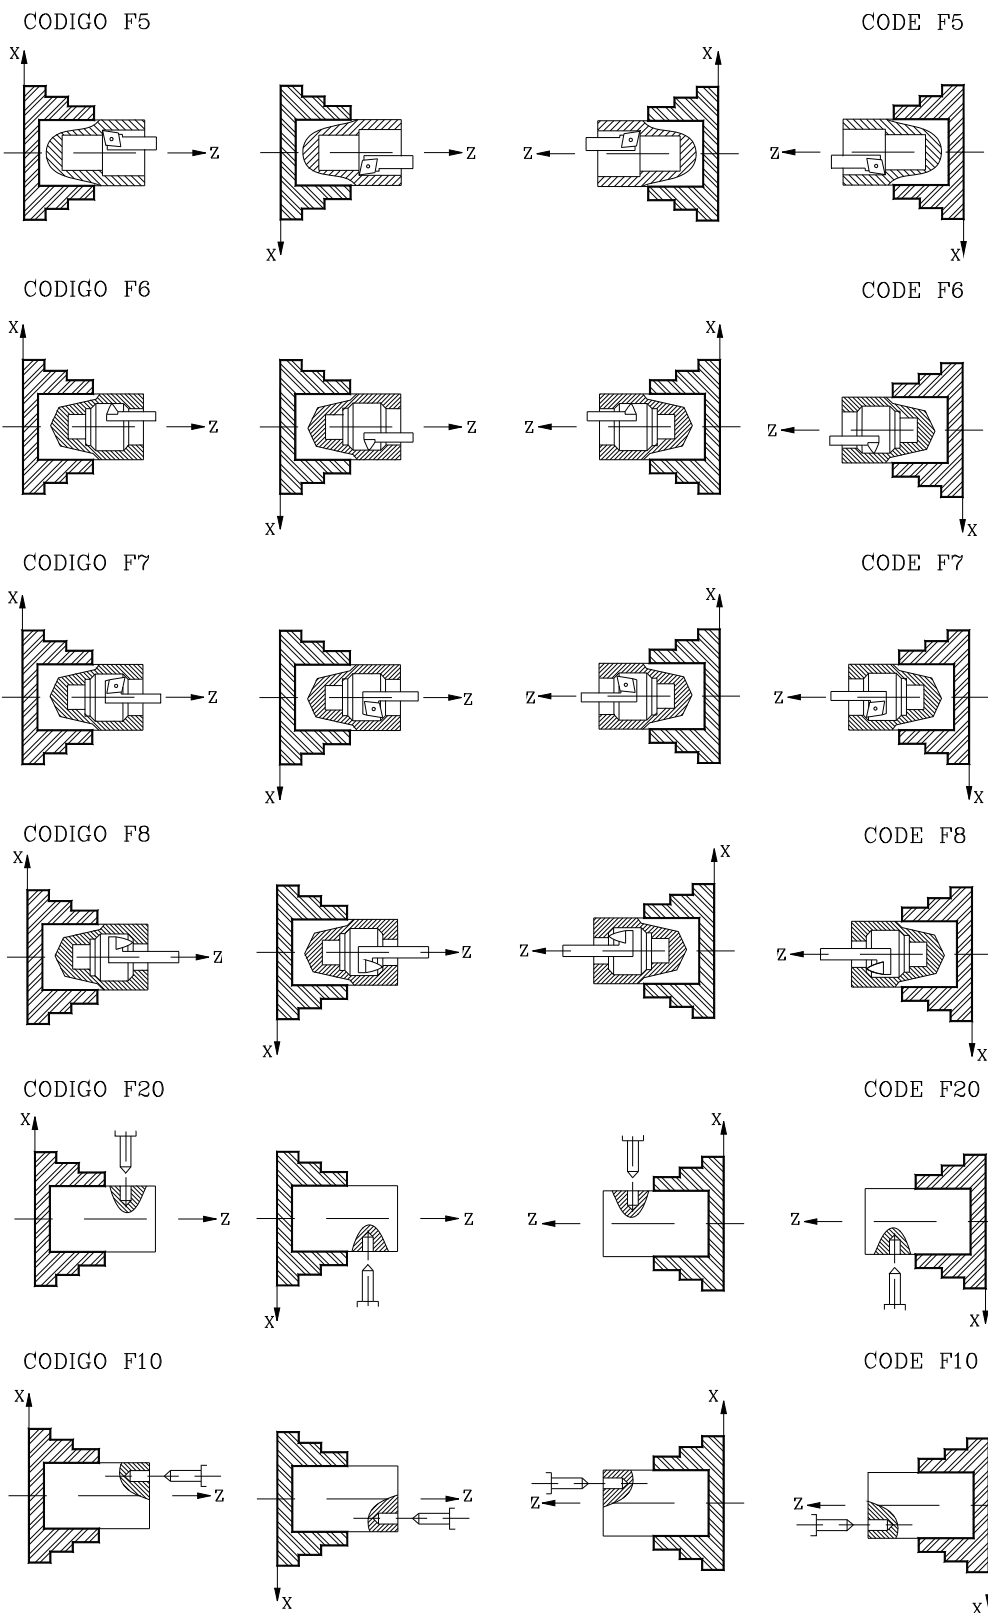 CODIGO F5 CODE F5
X X
Z Z Z Z
X X
CODIGO F6 CODE F6
X X
Z Z Z Z
X X
CODIGO F7 CODE F7
X X
Z Z Z Z
X X
CODIGO F8 CODE F8
X X
Z Z Z Z
X X
CODIGO F20 CODE F20
X X
Z Z Z Z
X X
CODIGO F10 CODE F10
X X
Z Z Z Z
X X